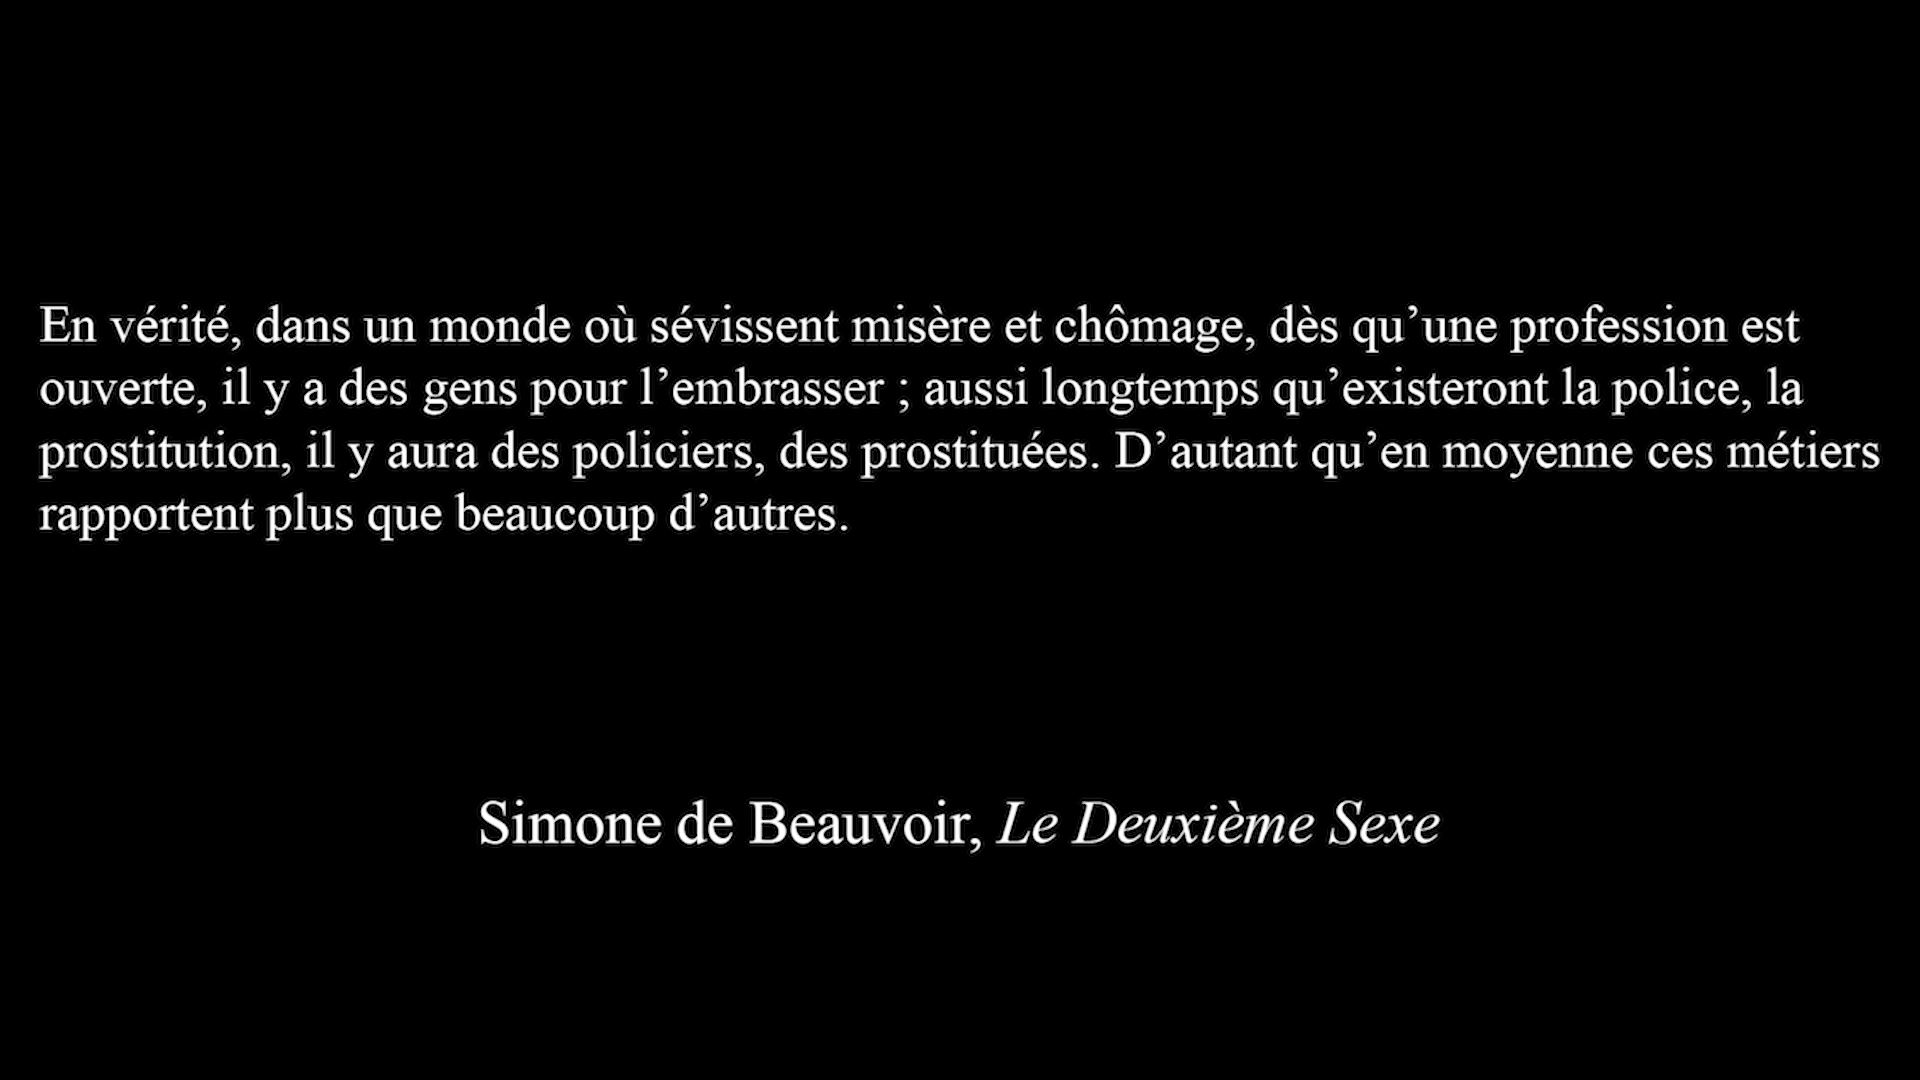 En vérité, dans un monde où sévissent misère et chômage, dès qu’une profession est
ouverte, il y a des gens pour l’embrasser ; aussi longtemps qu’existeront la police, la
prostitution, il y aura des policiers, des prostituées. D’autant qu’en moyenne ces métiers
rapportent plus que beaucoup d’autres.
Simone de Beauvoir, Le Deuxième Sexe